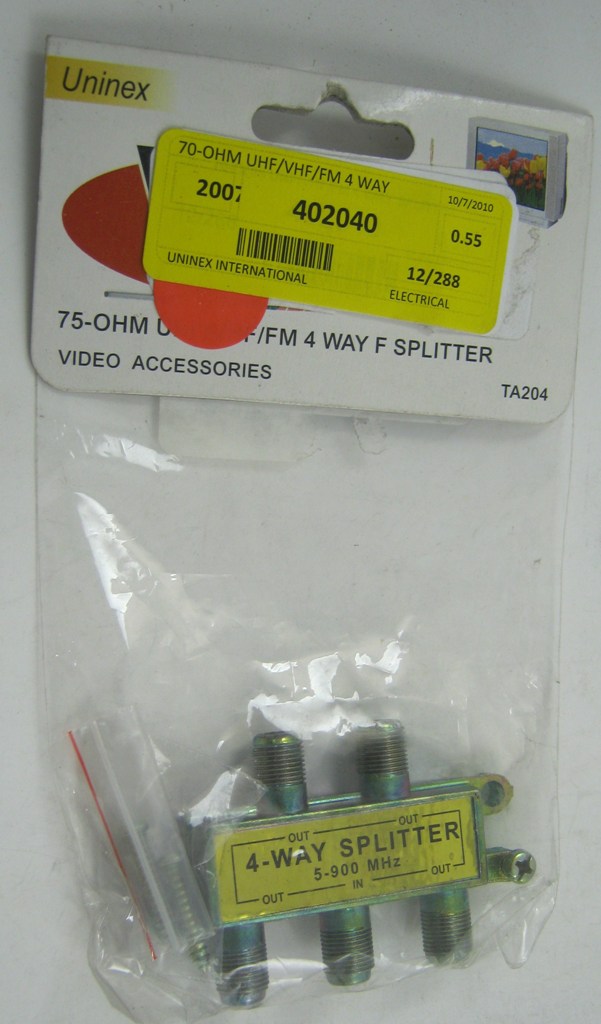 Uninex
70-OHM UHF/VHF/FM 4 WAY
10/7/2010
2007
402040
0.55
12/288
UNINEX INTERNATIONAL
ELECTRICAL
75-OHM F/FM 4 WAY F SPLITTER
VIDEO ACCESSORIES
TA204
OUT OUT
4-WAY SPLITTER
5-900 MHz
OUT IN OUT